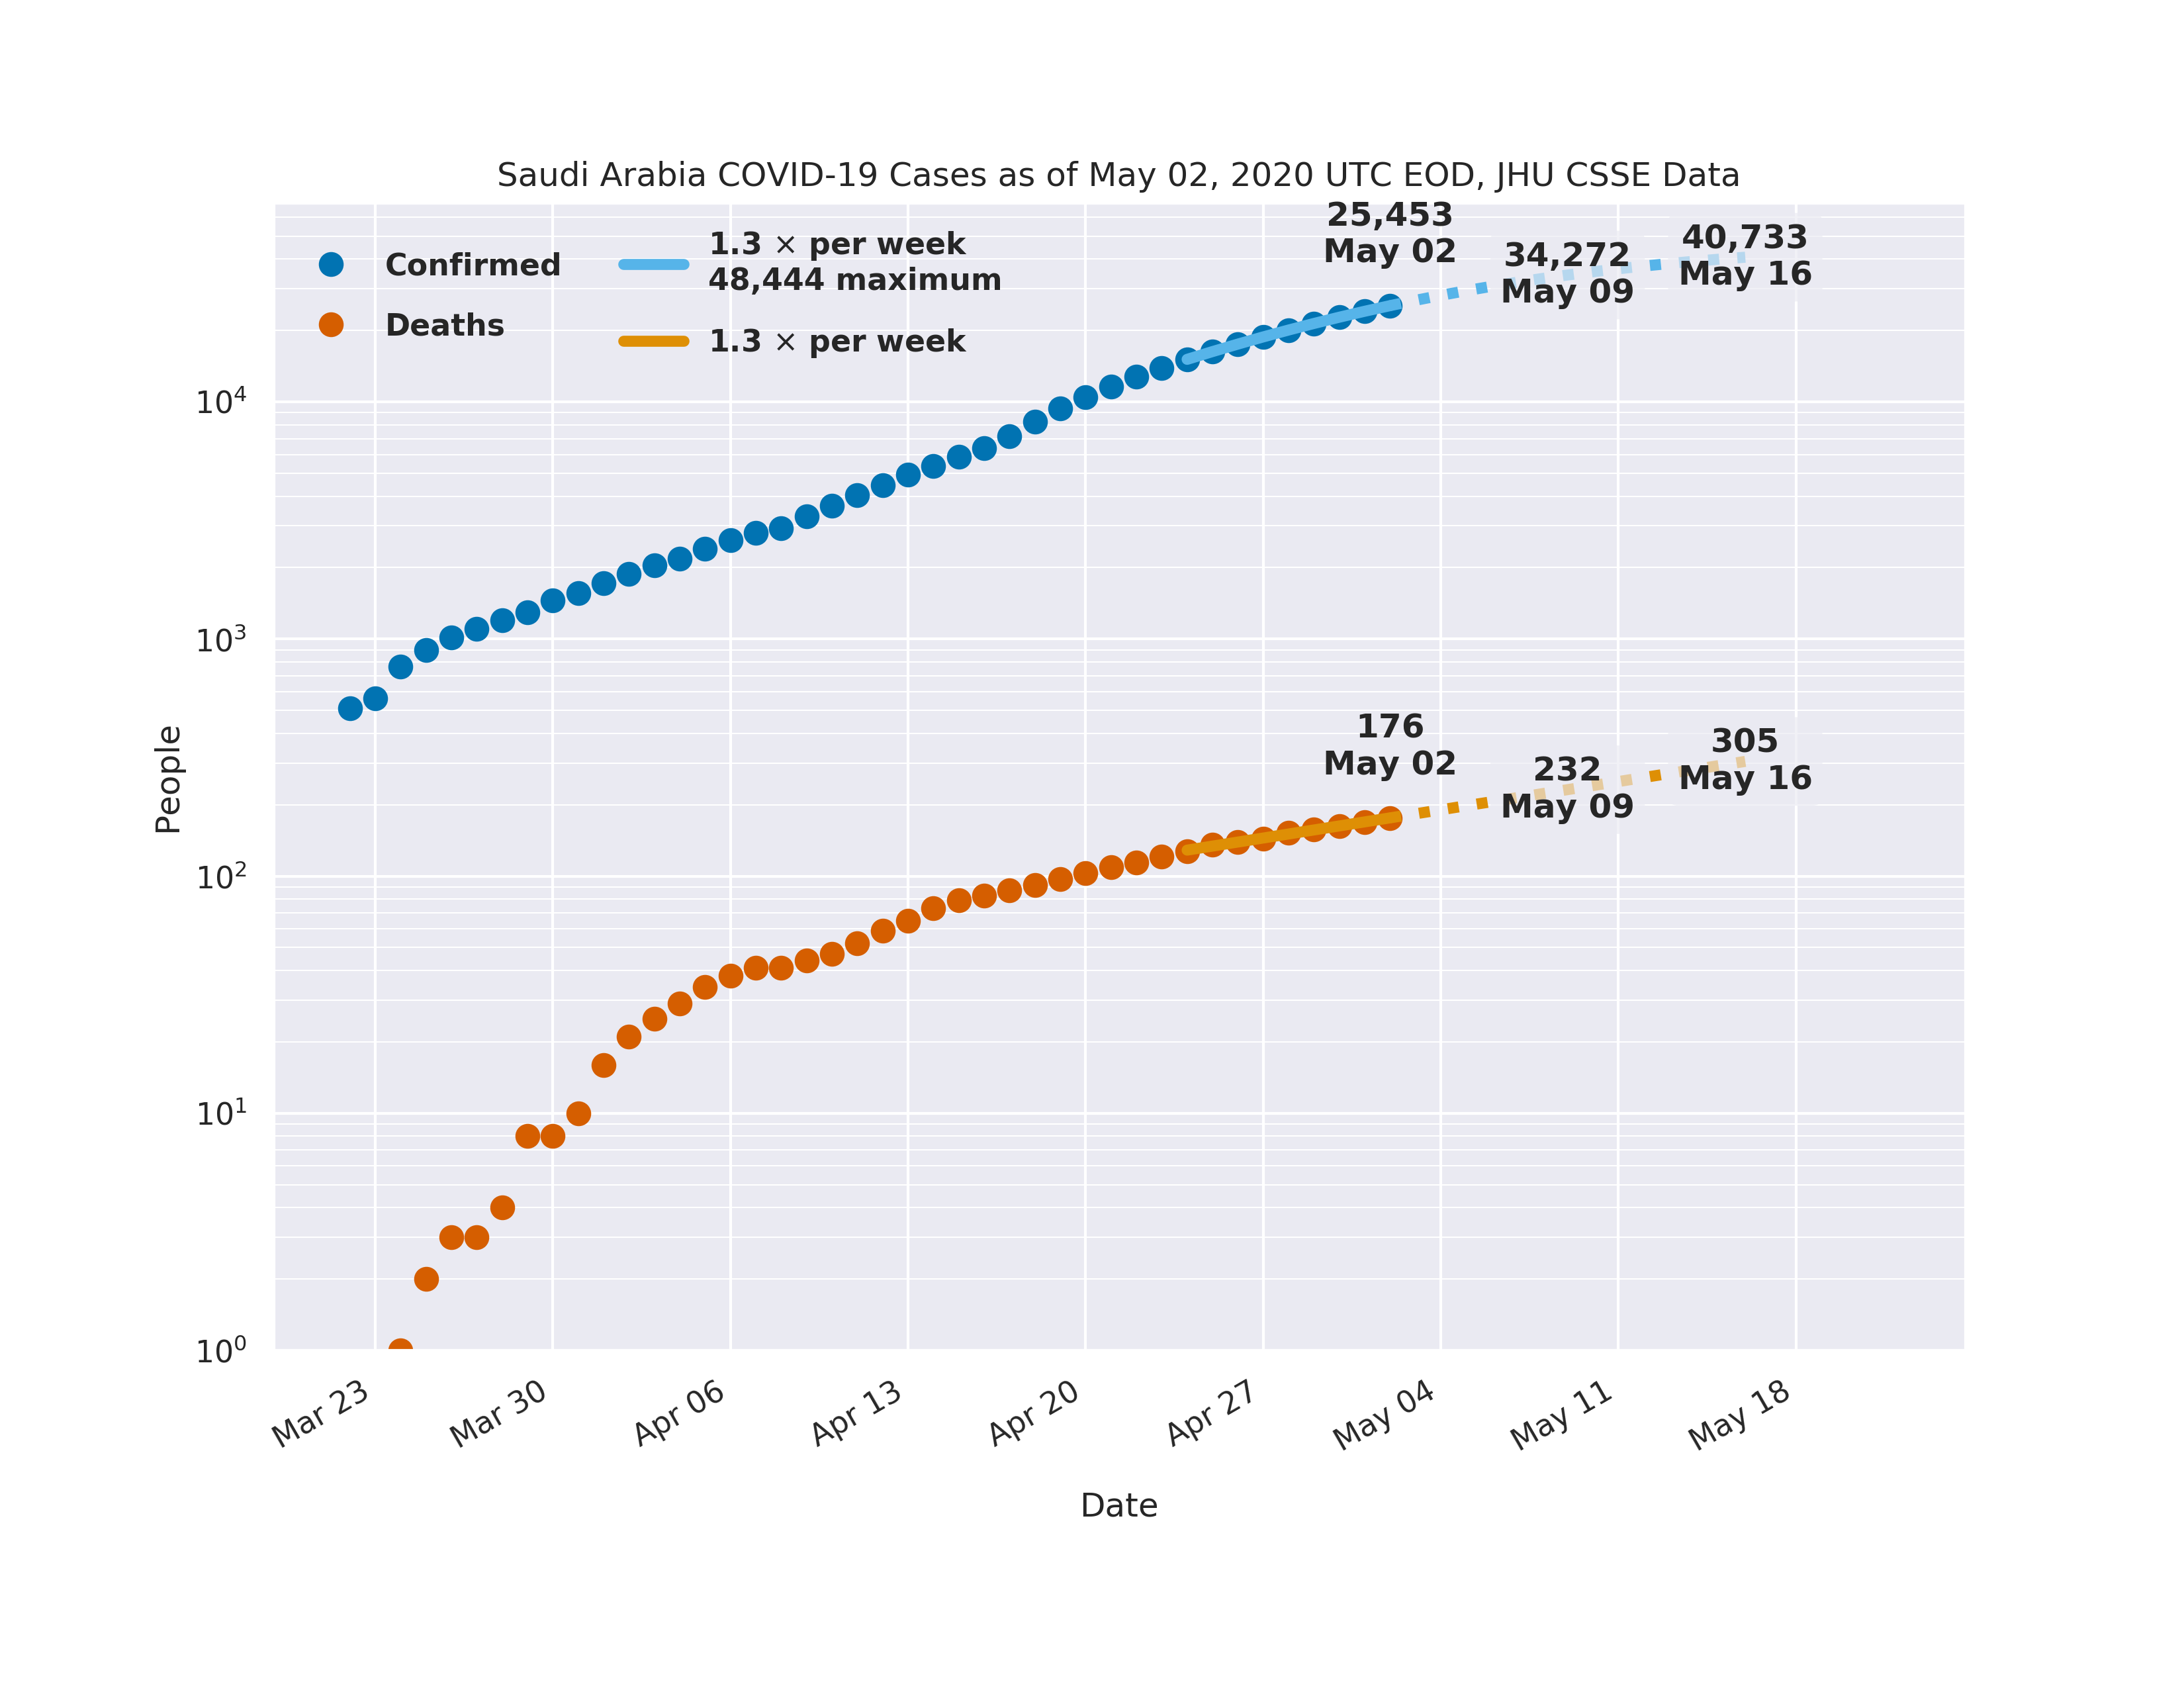 Saudi Arabia COVID-19 Cases as of May 02, 2020 UTC EOD, JHU CSSE Data
Confirmed
Deaths
1.3 × per week
48,444 maximum
1.3 × per week
25,453
May 02
34,272
May 09
40,733
May 16
176
May 02
232
May 09
305
May 16
People
10⁴
10³
10²
10¹
10⁰
Mar 23
Mar 30
Apr 06
Apr 13
Apr 20
Apr 27
May 04
May 11
May 18
Date